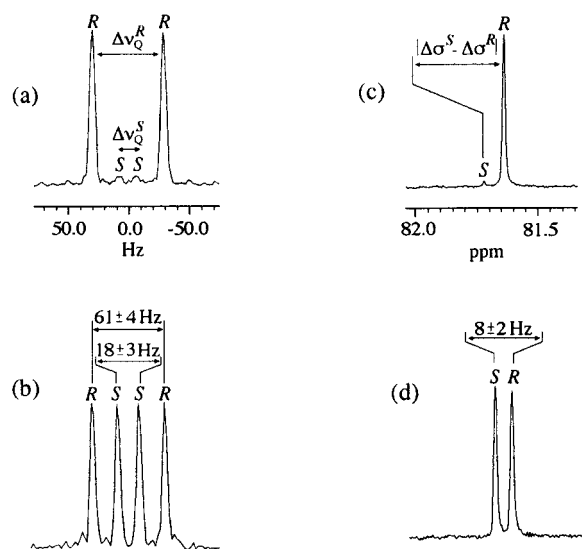 R R
Δν_Q^R
(a)
Δν_Q^S
S S
50.0 0.0 -50.0
Hz
R
Δσ^S - Δσ^R
(c)
S
82.0 81.5
ppm
61±4 Hz
18±3 Hz
(b)
R S S R
8±2 Hz
S R
(d)